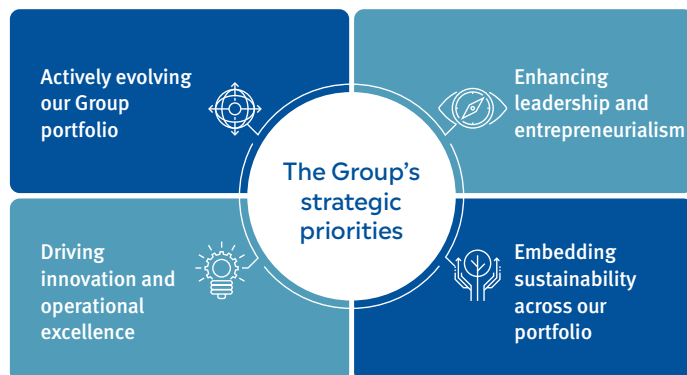 Actively evolving
our Group
portfolio
Enhancing
leadership and
entrepreneurialism
The Group's
strategic
priorities
Driving
innovation and
operational
excellence
Embedding
sustainability
across our
portfolio